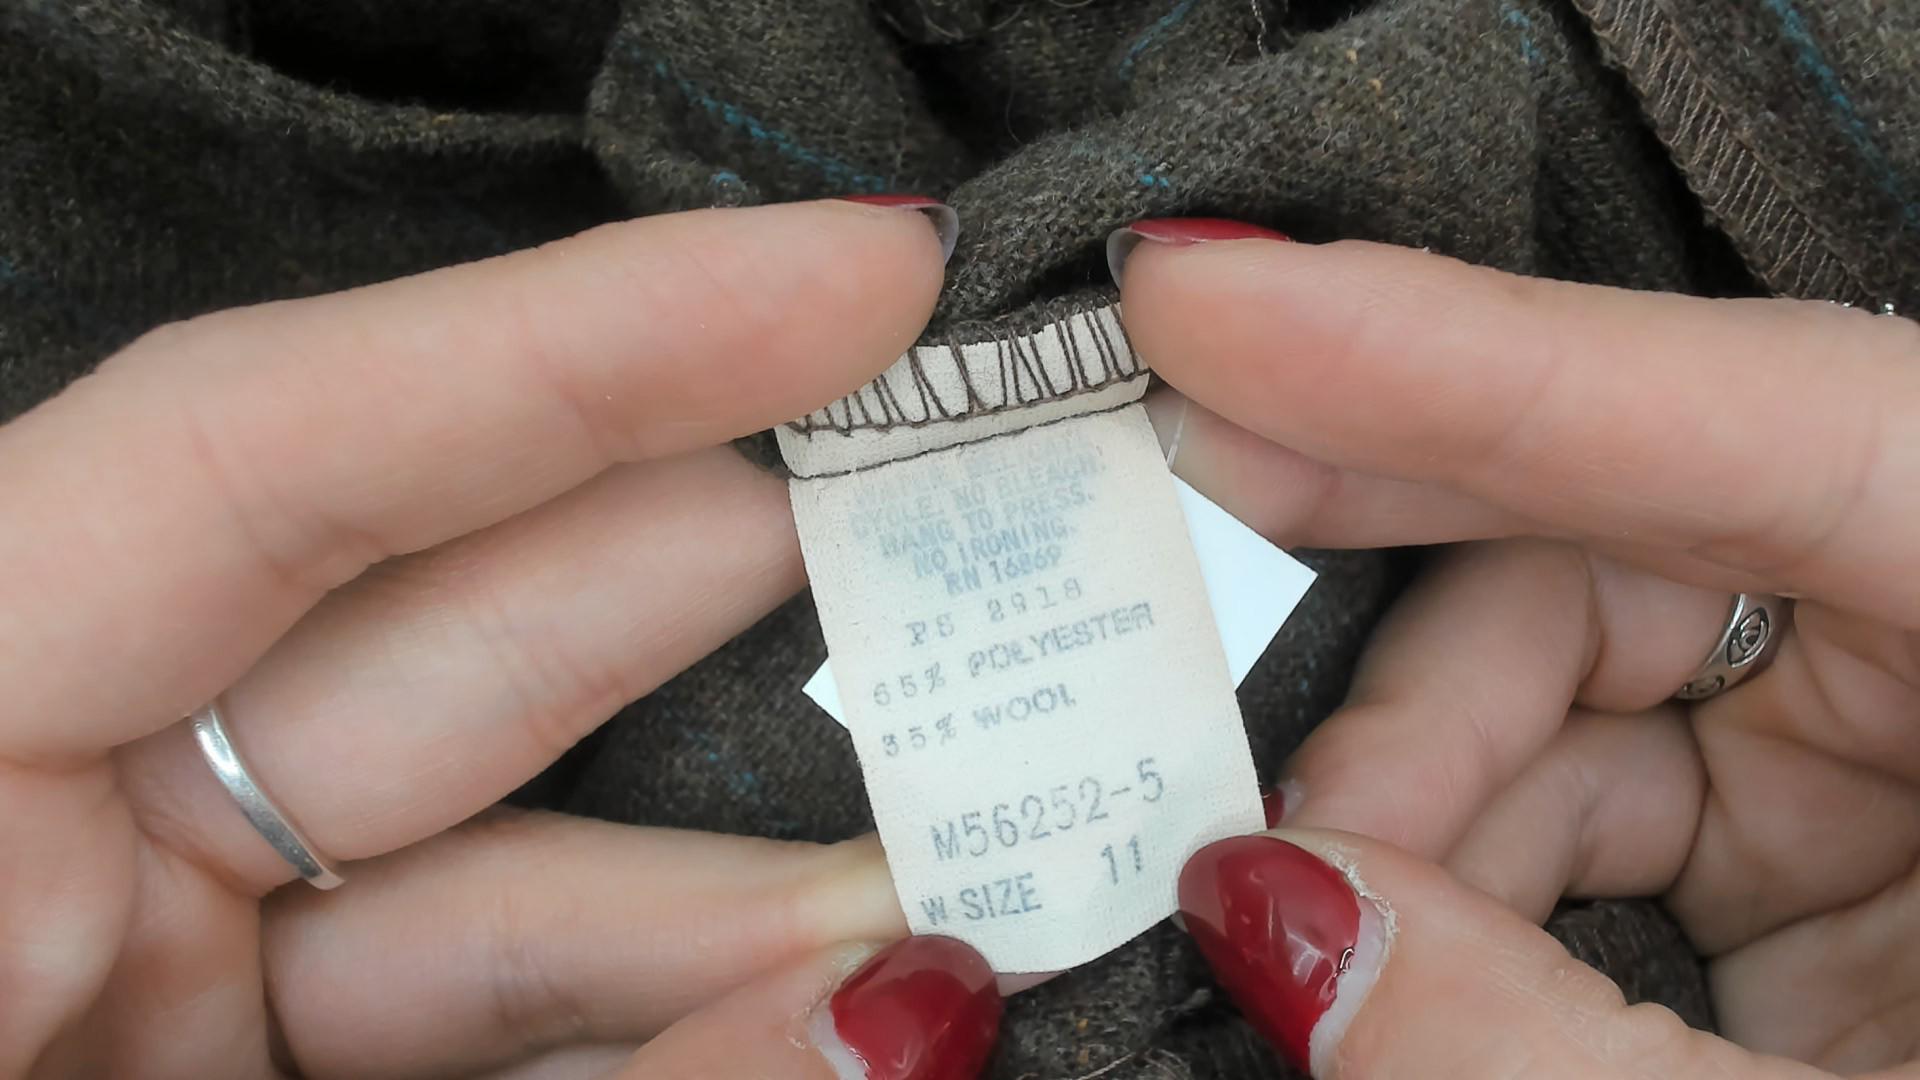 CYCLE. NO BLEACH.
HANG TO PRESS.
NO IRONING.
RN 16869
PS 2918
65% POLYESTER
35% WOOL
M56252-5
W SIZE 11